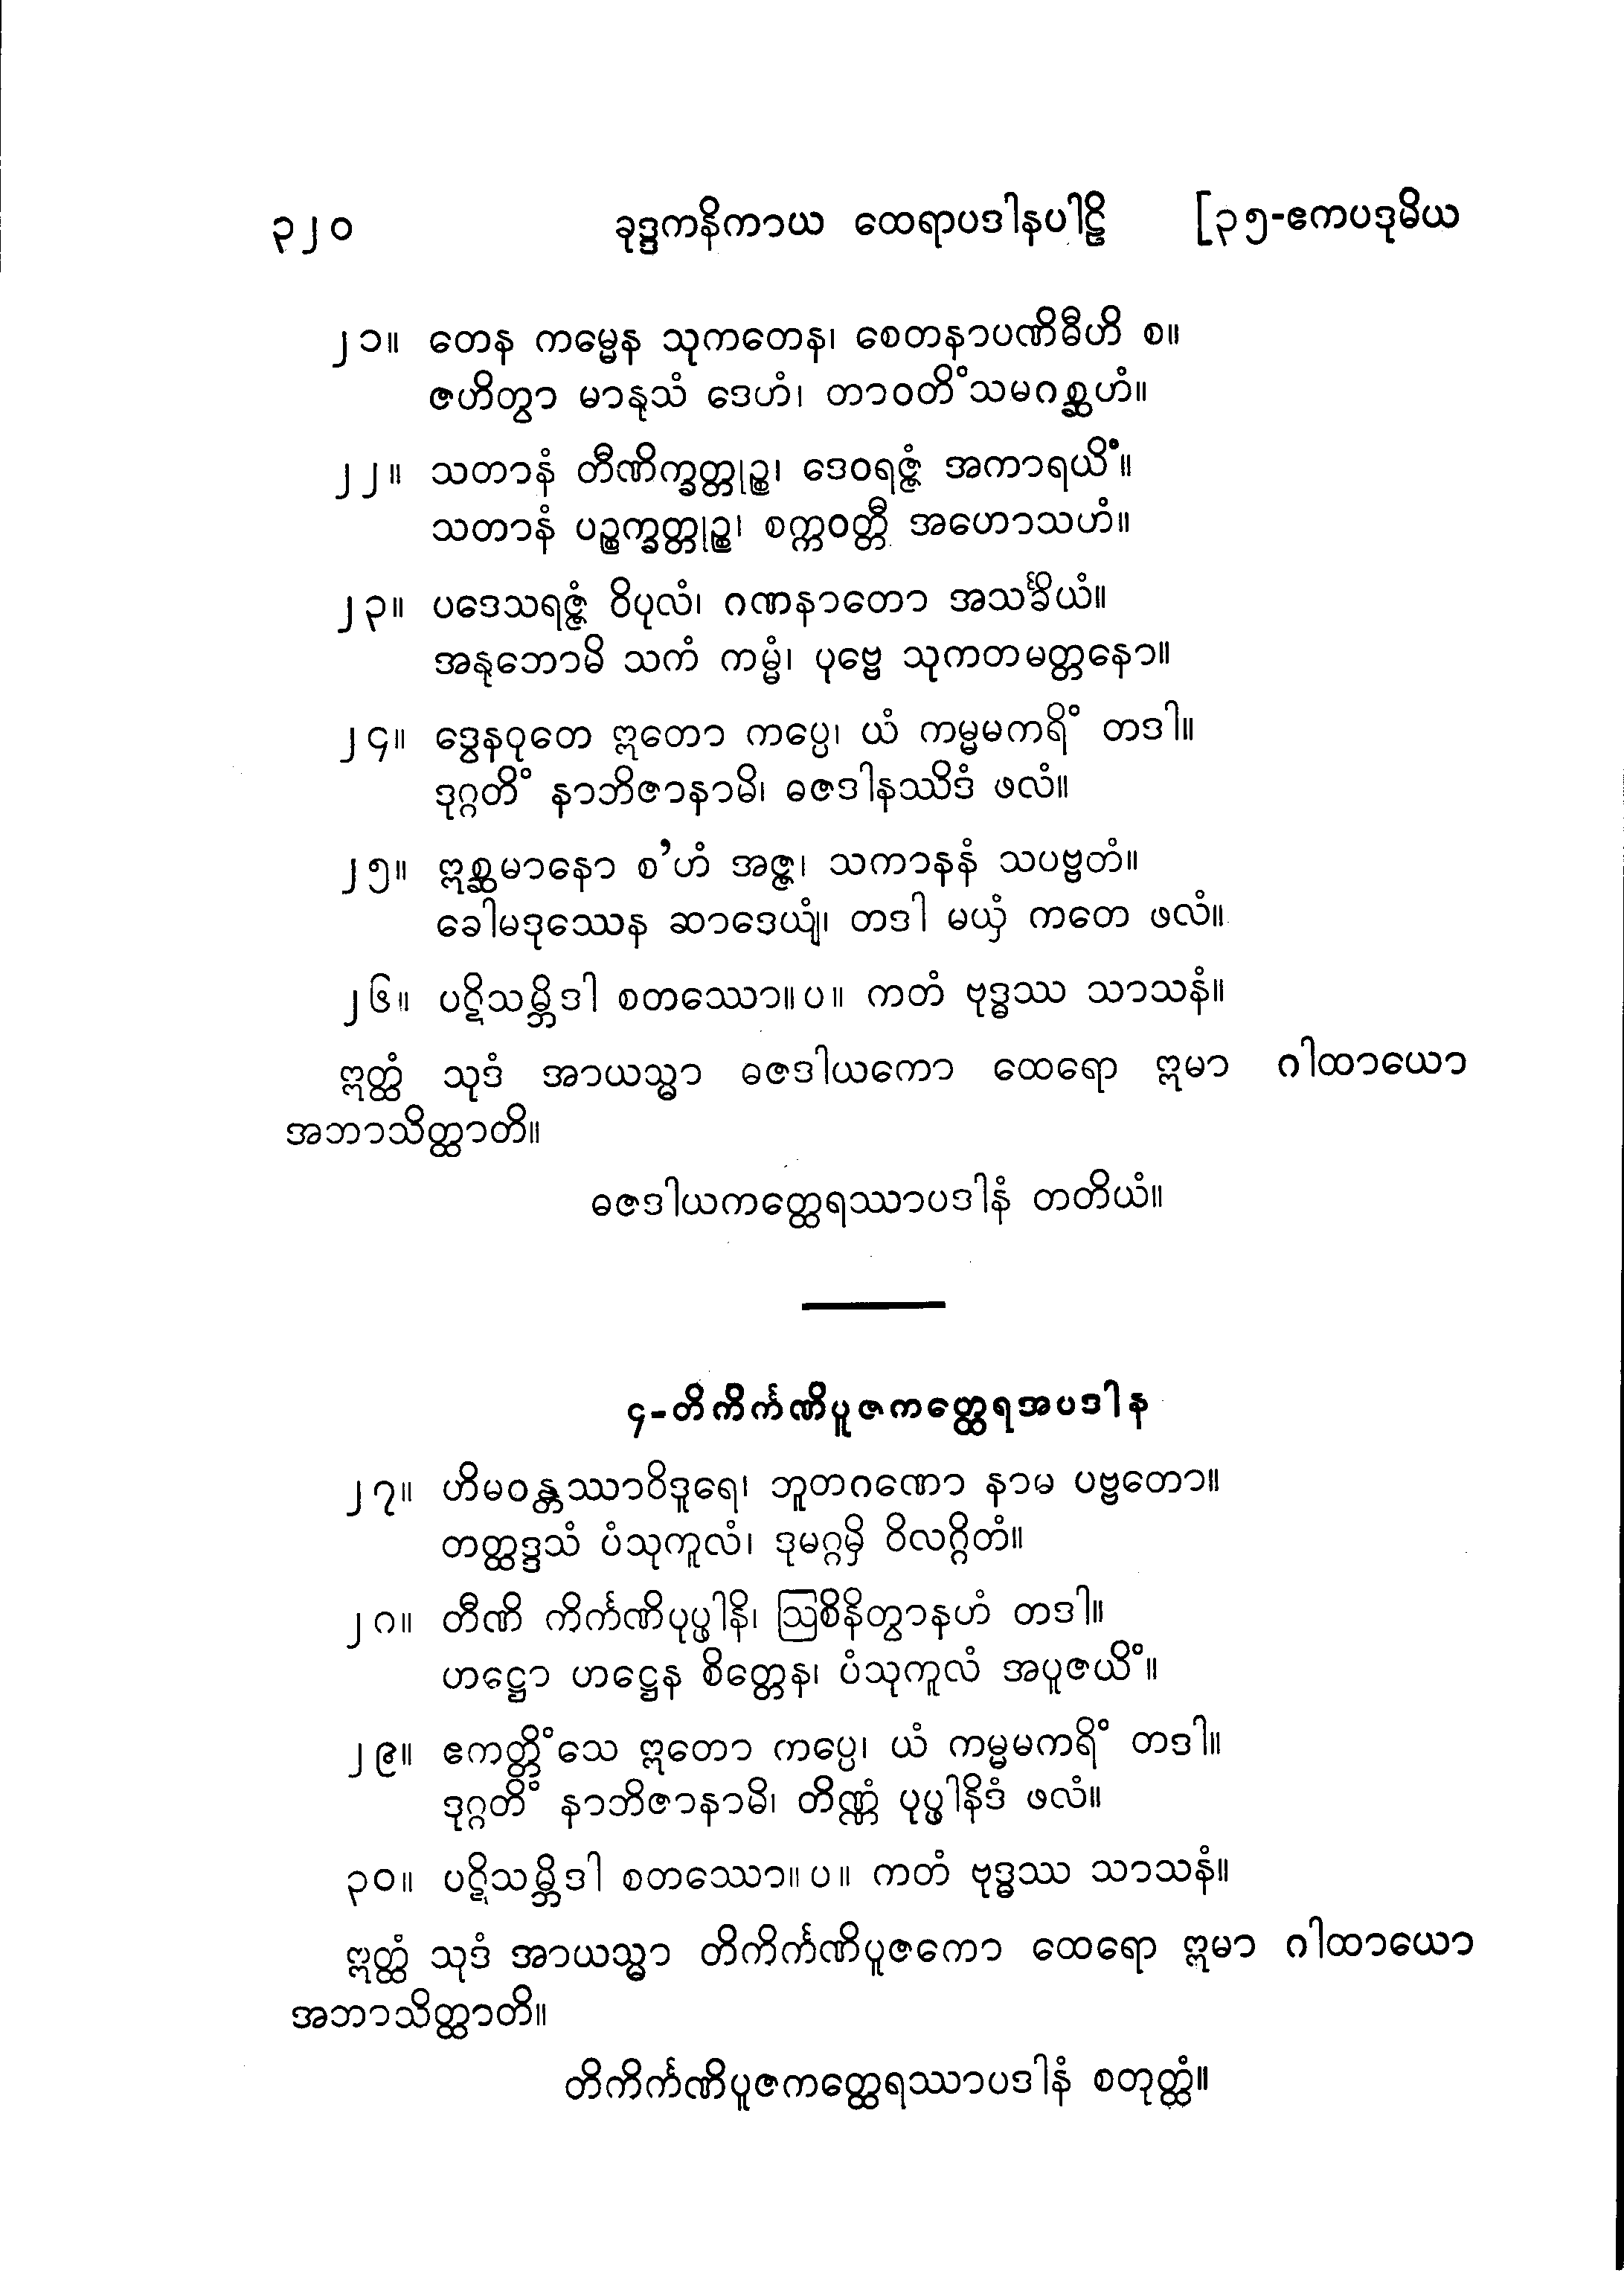 ၃၂၀ ခုဒ္ဒကနိကာယ ထေရာပဒါနပါဠိ [၃၅-ဧကပဒုမိယ
၂၁။ တေန ကမ္မေန သုကတေန၊ စေတနာပဏိဓီဟိ စ။
ဇဟိတွာ မာနုသံ ဒေဟံ၊ တာဝတိံသမဂစ္ဆဟံ။
၂၂။ သတာနံ တီဏိက္ခတ္တုဉ္စ၊ ဒေဝရဇ္ဇံ အကာရယိံ။
သတာနံ ပဉ္စက္ခတ္တုဉ္စ၊ စက္ကဝတ္တီ အဟောသဟံ။
၂၃။ ပဒေသရဇ္ဇံ ဝိပုလံ၊ ဂဏနာတော အသင်္ခိယံ။
အနုဘောမိ သကံ ကမ္မံ၊ ပုဗ္ဗေ သုကတမတ္တနော။
၂၄။ ဒွေနဝုတေ ဣတော ကပ္ပေ၊ ယံ ကမ္မမကရိံ တဒါ။
ဒုဂ္ဂတိံ နာဘိဇာနာမိ၊ ဓဇဒါနဿိဒံ ဖလံ။
၂၅။ ဣစ္ဆမာနော စ’ဟံ အဇ္ဇ၊ သကာနနံ သပဗ္ဗတံ။
ခေါမဒုဿေန ဆာဒေယျံ၊ တဒါ မယှံ ကတေ ဖလံ။
၂၆။ ပဋိသမ္ဘိဒါ စတဿော။ပ။ ကတံ ဗုဒ္ဓဿ သာသနံ။
ဣတ္ထံ သုဒံ အာယသ္မာ ဓဇဒါယကော ထေရော ဣမာ ဂါထာယော
အဘာသိတ္ထာတိ။
ဓဇဒါယကတ္ထေရဿာပဒါနံ တတိယံ။
၄-တိကိင်္ကဏိပူဇကတ္ထေရအပဒါန
၂၇။ ဟိမဝန္တဿာဝိဒူရေ၊ ဘူတဂဏော နာမ ပဗ္ဗတော။
တတ္ထဒ္ဒသံ ပံသုကူလံ၊ ဒုမဂ္ဂမှိ ဝိလဂ္ဂိတံ။
၂၈။ တီဏိ ကိင်္ကဏိပုပ္ဖါနိ၊ ဩစိနိတွာနဟံ တဒါ။
ဟဋ္ဌော ဟဋ္ဌေန စိတ္တေန၊ ပံသုကူလံ အပူဇယိံ။
၂၉။ ဧကတ္တိံသေ ဣတော ကပ္ပေ၊ ယံ ကမ္မမကရိံ တဒါ။
ဒုဂ္ဂတိံ နာဘိဇာနာမိ၊ တိဏ္ဏံ ပုပ္ဖါနိဒံ ဖလံ။
၃၀။ ပဋိသမ္ဘိဒါ စတဿော။ပ။ ကတံ ဗုဒ္ဓဿ သာသနံ။
ဣတ္ထံ သုဒံ အာယသ္မာ တိကိင်္ကဏိပူဇကော ထေရော ဣမာ ဂါထာယော
အဘာသိတ္ထာတိ။
တိကိင်္ကဏိပူဇကတ္ထေရဿာပဒါနံ စတုတ္ထံ။